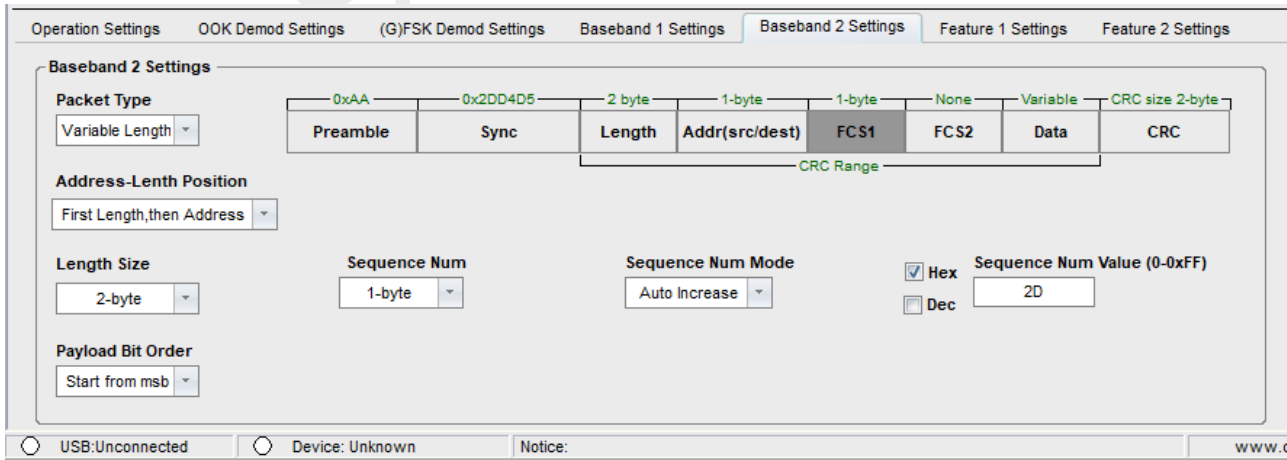 Operation Settings OOK Demod Settings (G)FSK Demod Settings Baseband 1 Settings Baseband 2 Settings Feature 1 Settings Feature 2 Settings
Baseband 2 Settings
Packet Type
Variable Length
0xAA 0x2DD4D5 2 byte 1-byte 1-byte None Variable CRC size 2-byte
Preamble Sync Length Addr(src/dest) FCS1 FCS2 Data CRC
CRC Range
Address-Lenth Position
First Length,then Address
Length Size Sequence Num Sequence Num Mode Hex Sequence Num Value (0-0xFF)
2-byte 1-byte Auto Increase Dec 2D
Payload Bit Order
Start from msb
USB:Unconnected Device: Unknown Notice: www.